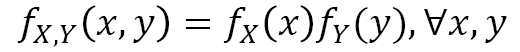 f_{X,Y}(x, y) = f_X(x)f_Y(y), ∀x, y